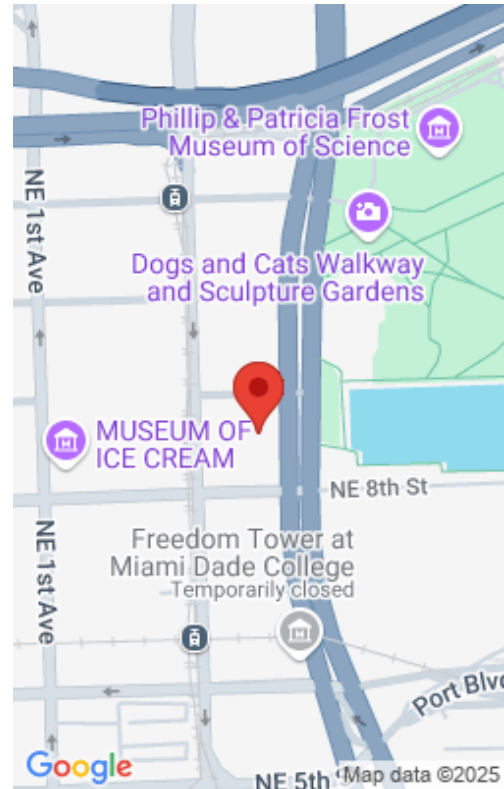 Phillip & Patricia Frost
Museum of Science
NE 1st Ave
Dogs and Cats Walkway
and Sculpture Gardens
MUSEUM OF
ICE CREAM
NE 8th St
NE 1st Ave
Freedom Tower at
Miami Dade College
Temporarily closed
Port Blvd
Google
NE 5th S
Map data ©2025